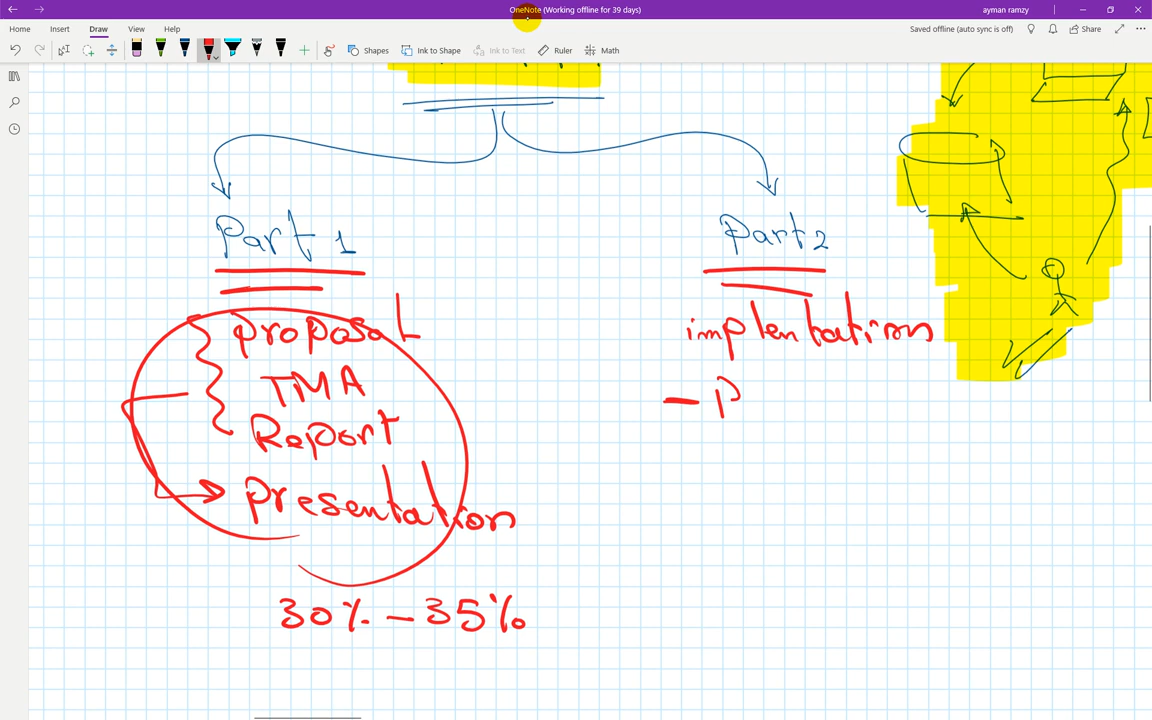 OneNote (Working offline for 39 days)
ayman ramzy
Home Insert Draw View Help
Saved offline (auto sync is off) Share
Shapes Ink to Shape Ink to Text Ruler Math
Part 1 Part 2
proposal
TMA
Report
presentation
30% - 35%
implentation
- P